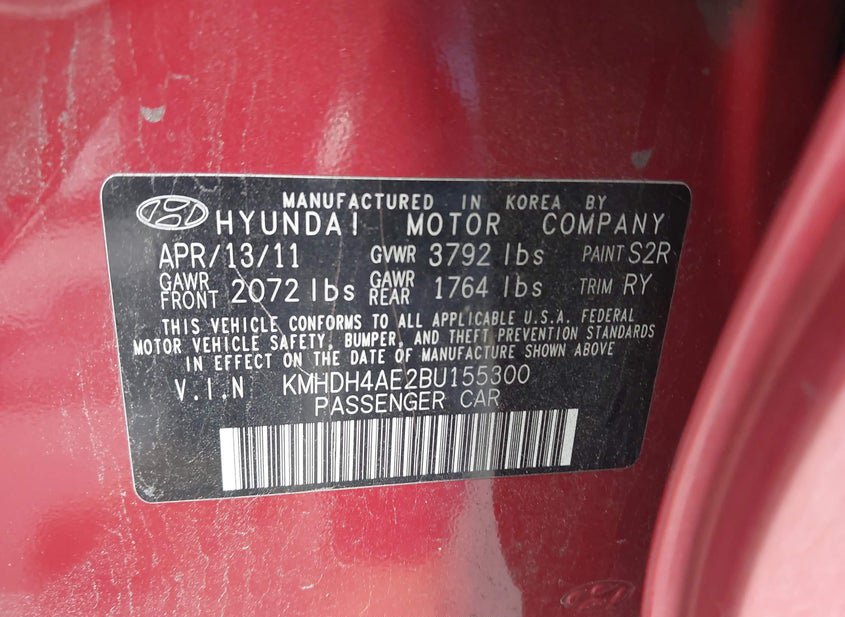 MANUFACTURED IN KOREA BY
HYUNDAI MOTOR COMPANY
APR/13/11 GVWR 3792 lbs PAINT S2R
GAWR FRONT 2072 lbs GAWR REAR 1764 lbs TRIM RY
THIS VEHICLE CONFORMS TO ALL APPLICABLE U.S.A. FEDERAL
MOTOR VEHICLE SAFETY, BUMPER, AND THEFT PREVENTION STANDARDS
IN EFFECT ON THE DATE OF MANUFACTURE SHOWN ABOVE
V.I.N KMHDH4AE2BU155300
PASSENGER CAR